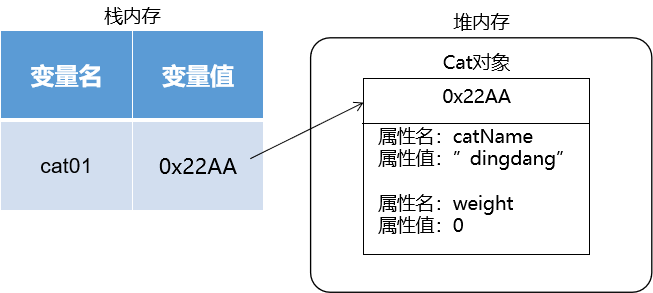 栈内存
变量名 变量值
cat01 0x22AA
堆内存
Cat对象
0x22AA
属性名：catName
属性值：”dingdang”
属性名：weight
属性值：0